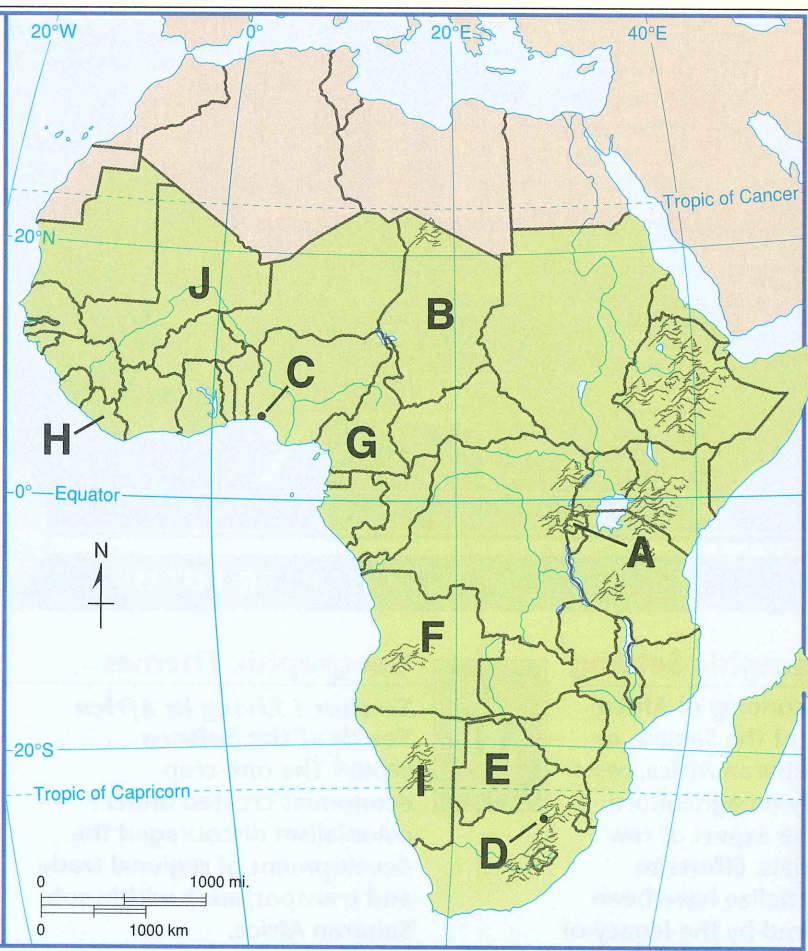 20°W
0°
20°E
40°E
Tropic of Cancer
20°N
J
B
C
H
G
0°
Equator
N
A
F
20°S
I
E
Tropic of Capricorn
D
0
1000 mi.
0
1000 km